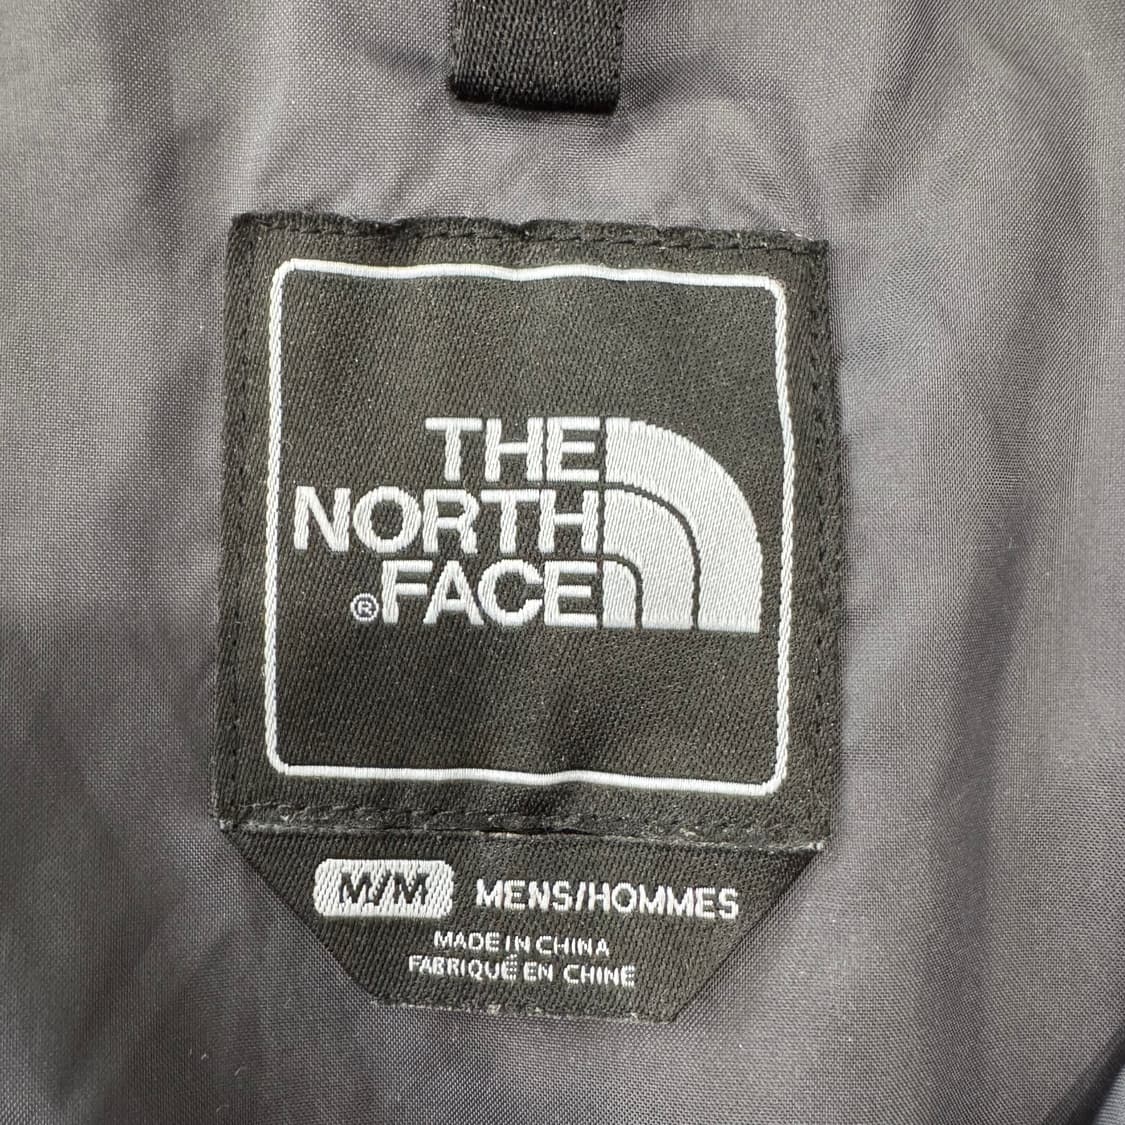 THE
NORTH
FACE
®
M/M MENS/HOMMES
MADE IN CHINA
FABRIQUÉ EN CHINE